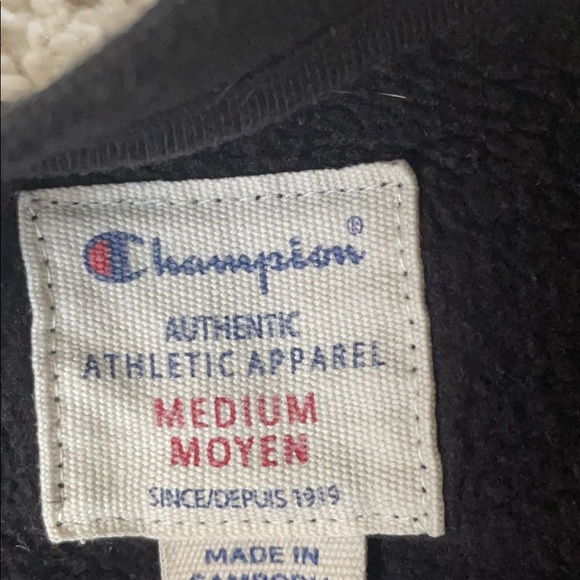 Champion®
AUTHENTIC
ATHLETIC APPAREL
MEDIUM
MOYEN
SINCE/DEPUIS 1919
MADE IN